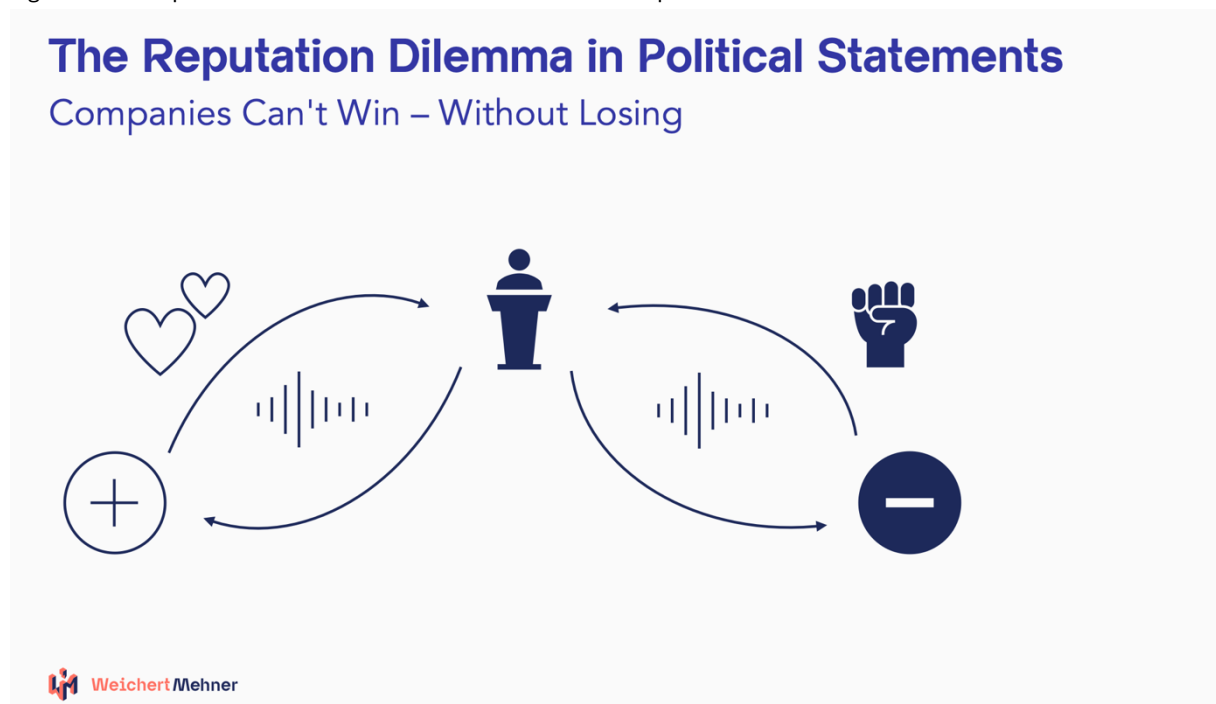 The Reputation Dilemma in Political Statements
Companies Can't Win – Without Losing
WeichertMehner